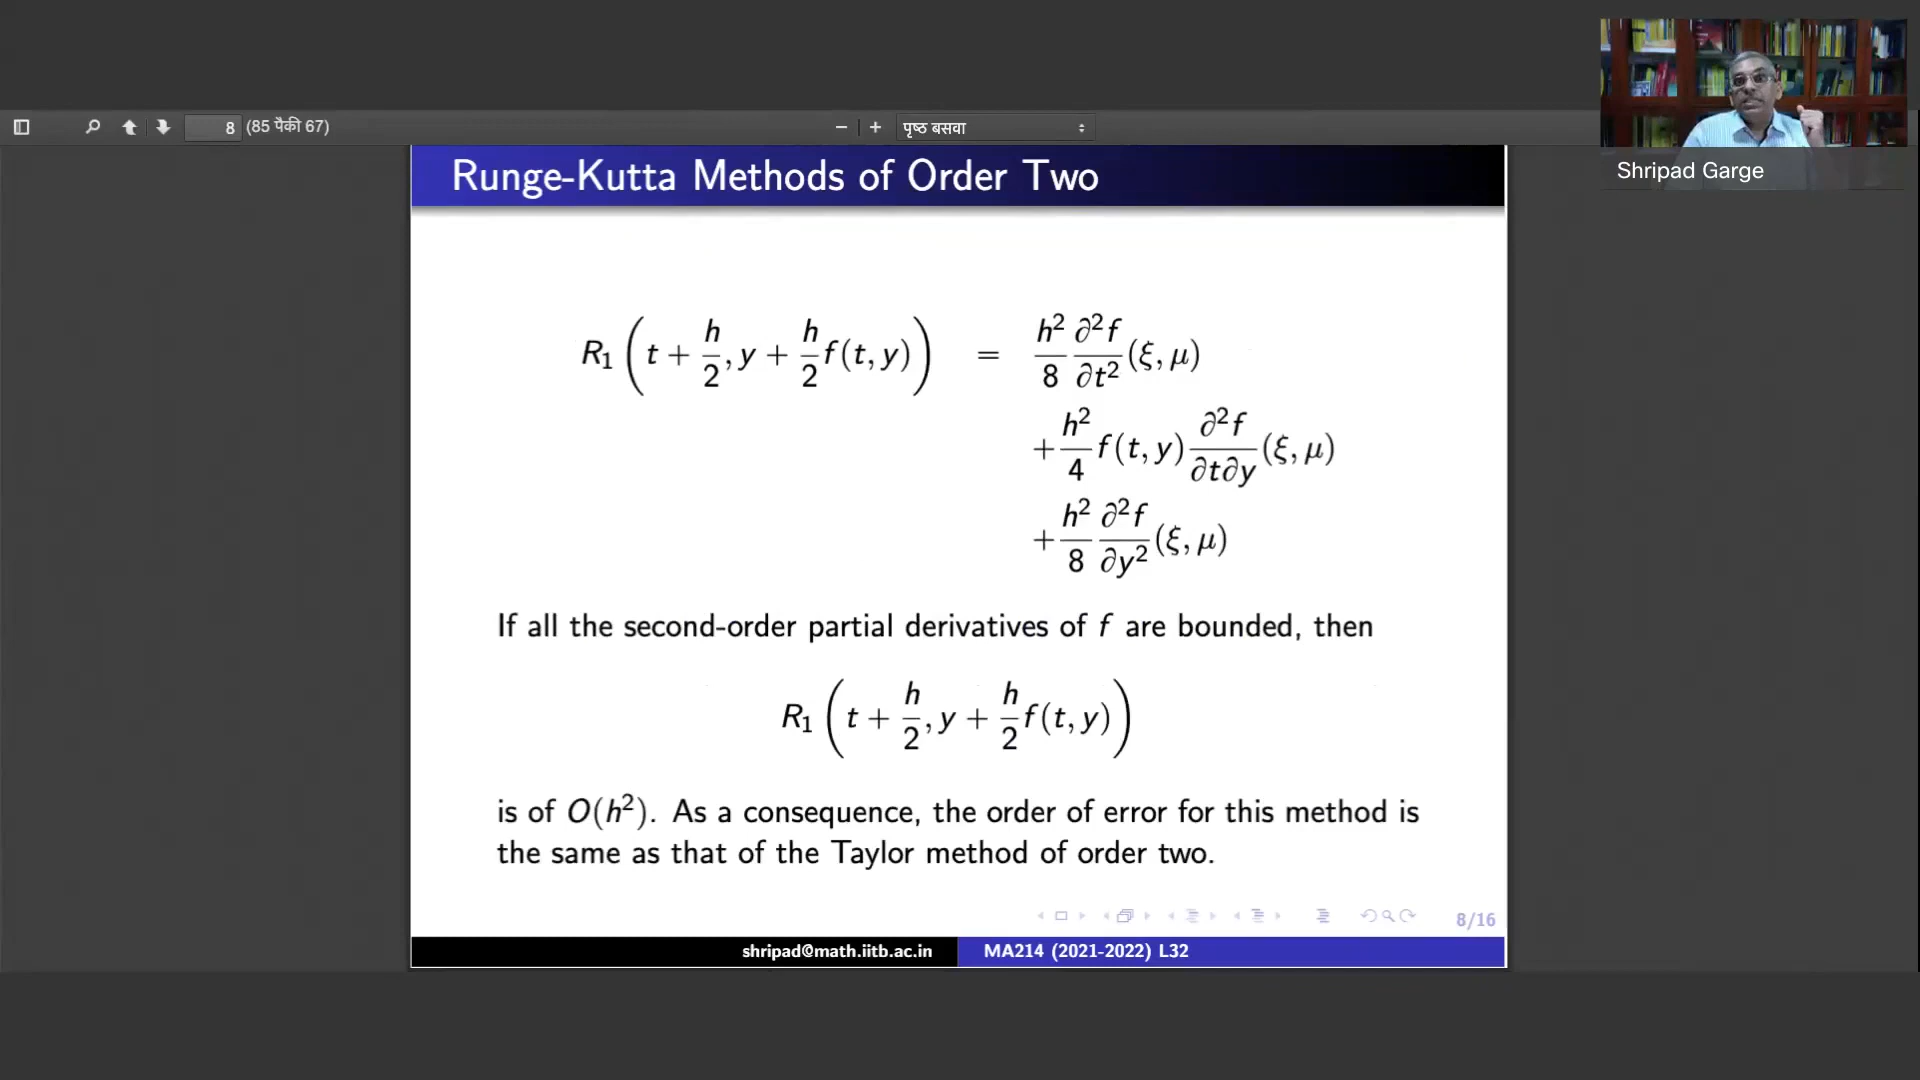 8 (85 पैकी 67)
− + पृष्ठ बसवा
Shripad Garge
Runge-Kutta Methods of Order Two
R₁ ( t + h/2, y + h/2 f(t, y) ) = h²/8 ∂²f/∂t² (ξ, μ)
+ h²/4 f(t, y) ∂²f/∂t∂y (ξ, μ)
+ h²/8 ∂²f/∂y² (ξ, μ)
If all the second-order partial derivatives of f are bounded, then
R₁ ( t + h/2, y + h/2 f(t, y) )
is of O(h²). As a consequence, the order of error for this method is
the same as that of the Taylor method of order two.
8/16
shripad@math.iitb.ac.in MA214 (2021-2022) L32